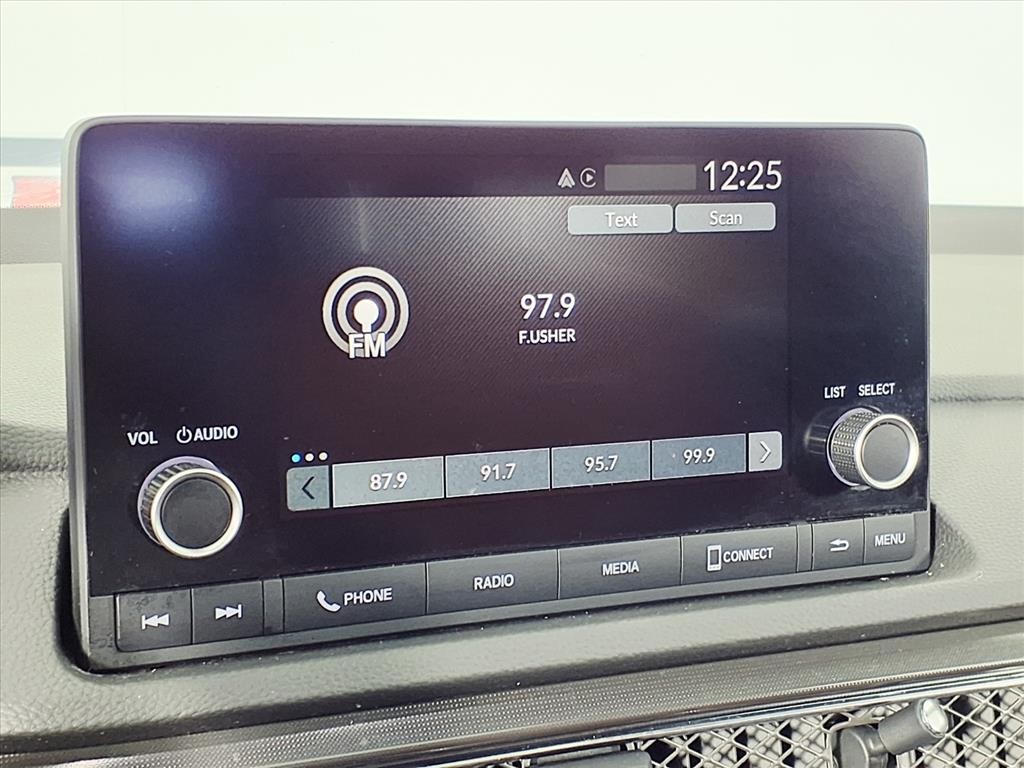 12:25
Text Scan
97.9
F.USHER
FM
LIST SELECT
VOL AUDIO
87.9 91.7 95.7 99.9
PHONE RADIO MEDIA CONNECT MENU